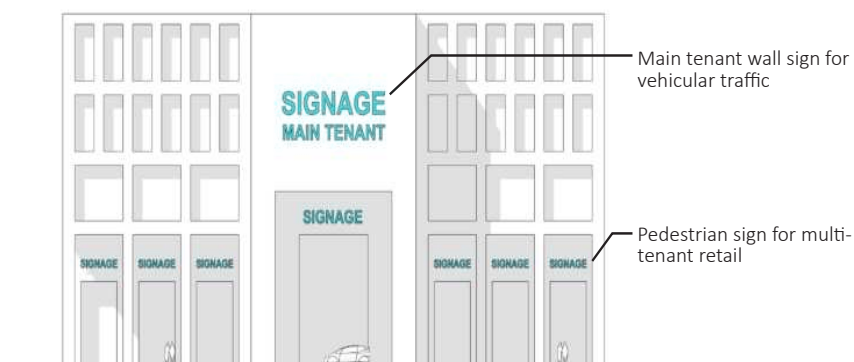 SIGNAGE
MAIN TENANT
Main tenant wall sign for
vehicular traffic
SIGNAGE
Pedestrian sign for multi-
tenant retail
SIGNAGE
SIGNAGE
SIGNAGE
SIGNAGE
SIGNAGE
SIGNAGE